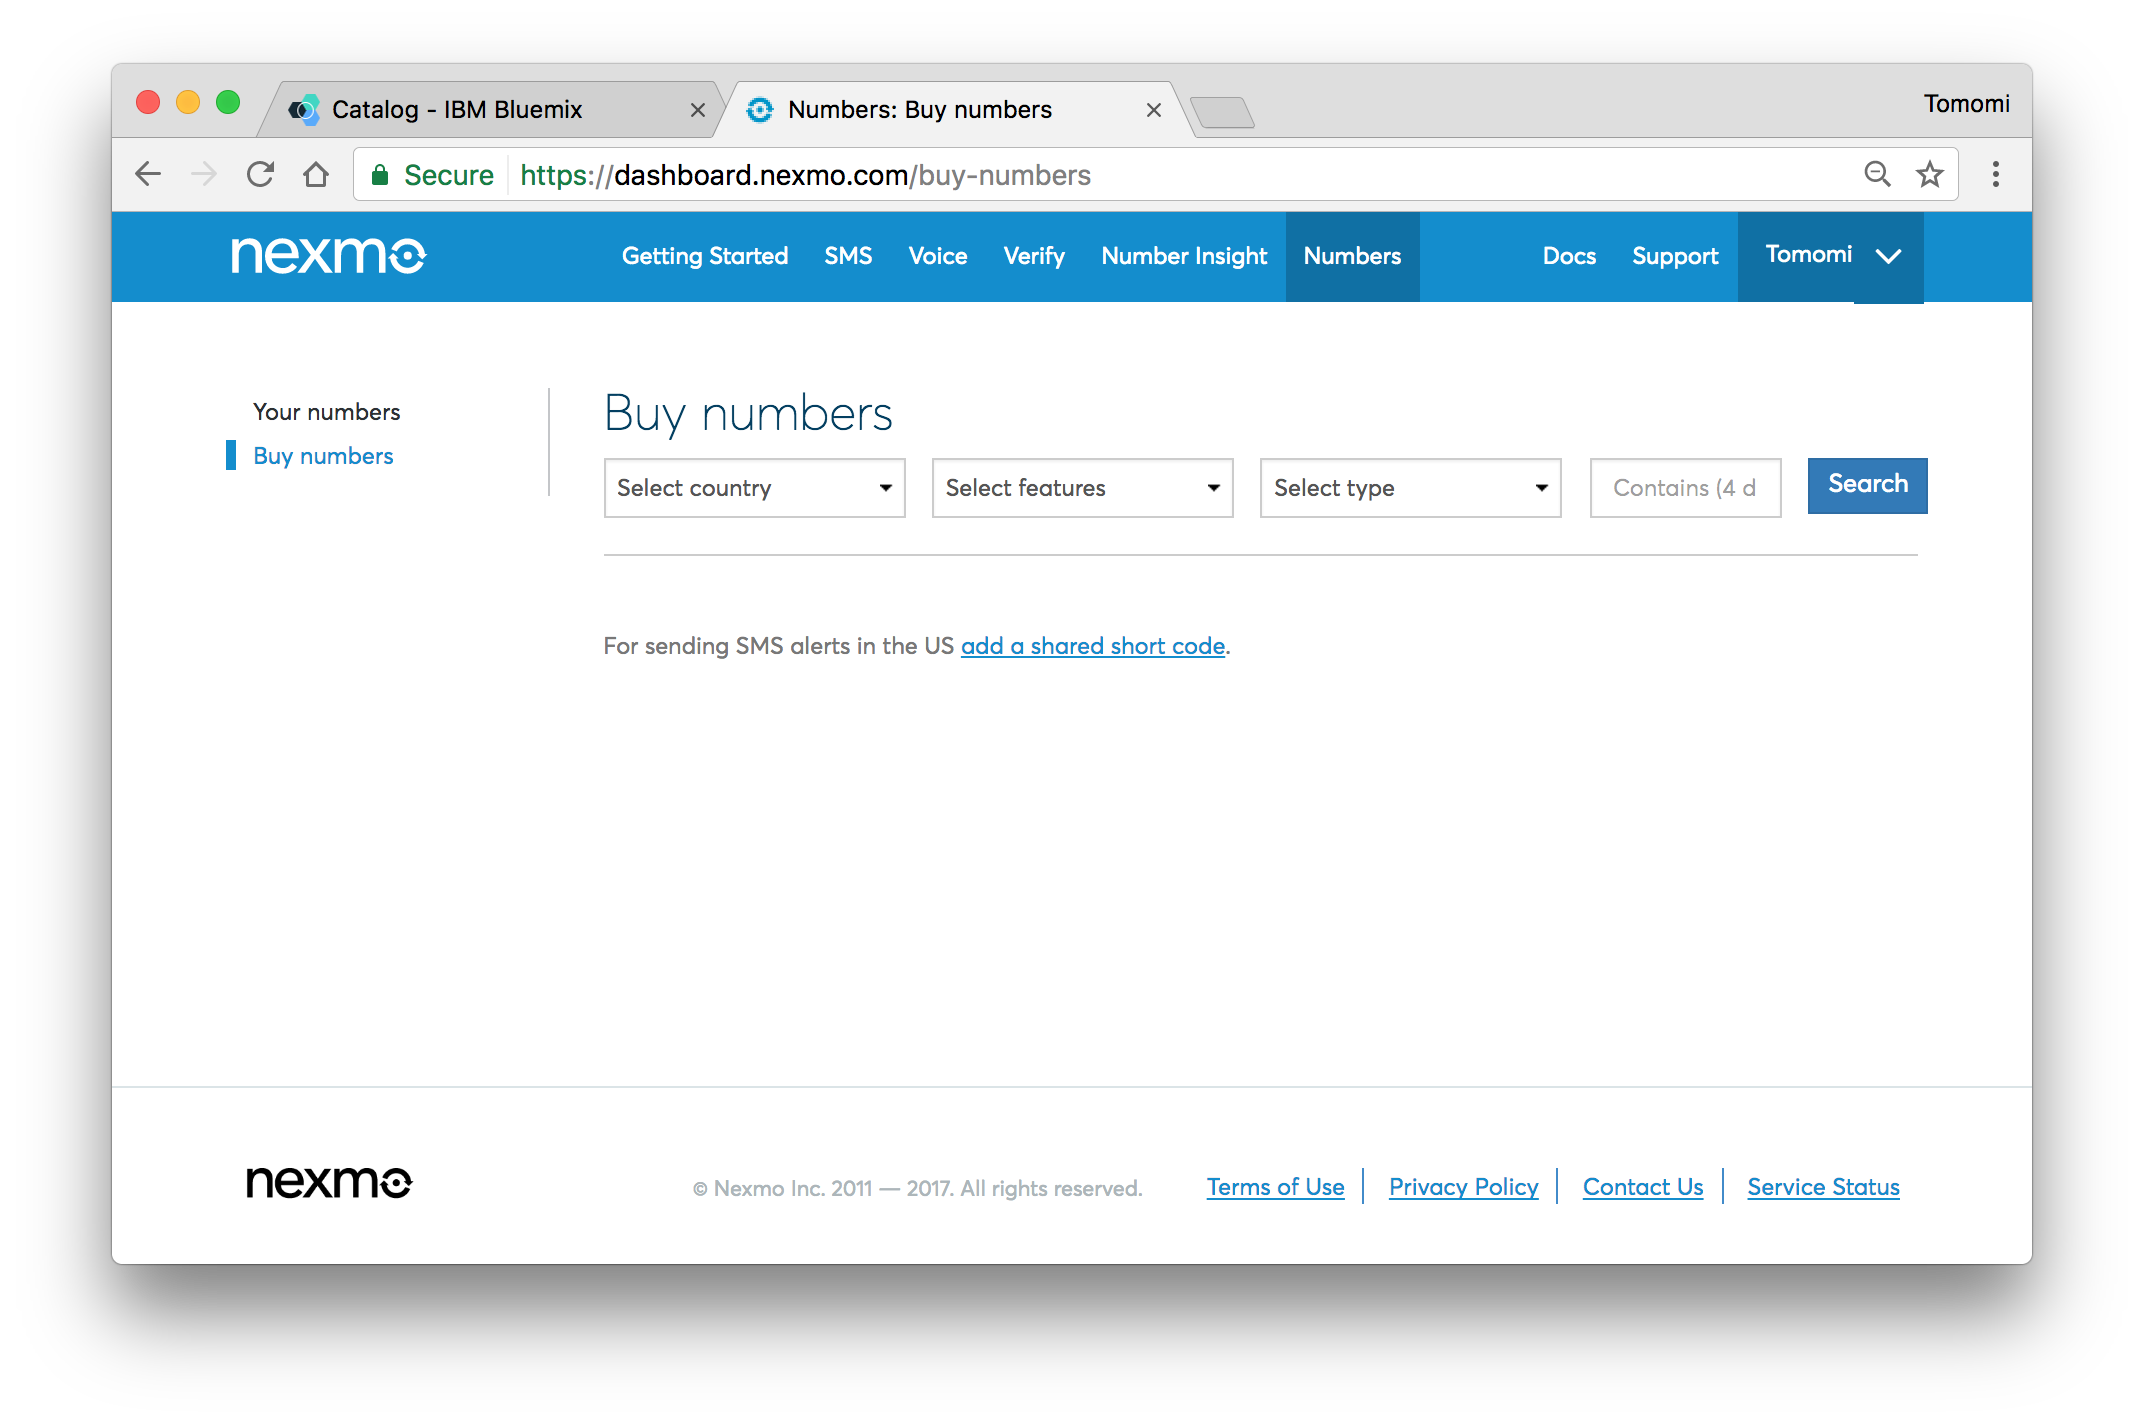 Catalog - IBM Bluemix
Numbers: Buy numbers
Tomomi
Secure https://dashboard.nexmo.com/buy-numbers
nexmo Getting Started SMS Voice Verify Number Insight Numbers Docs Support Tomomi
Your numbers
Buy numbers
Buy numbers
Select country Select features Select type Contains (4 d Search
For sending SMS alerts in the US add a shared short code.
nexmo © Nexmo Inc. 2011 — 2017. All rights reserved. Terms of Use Privacy Policy Contact Us Service Status